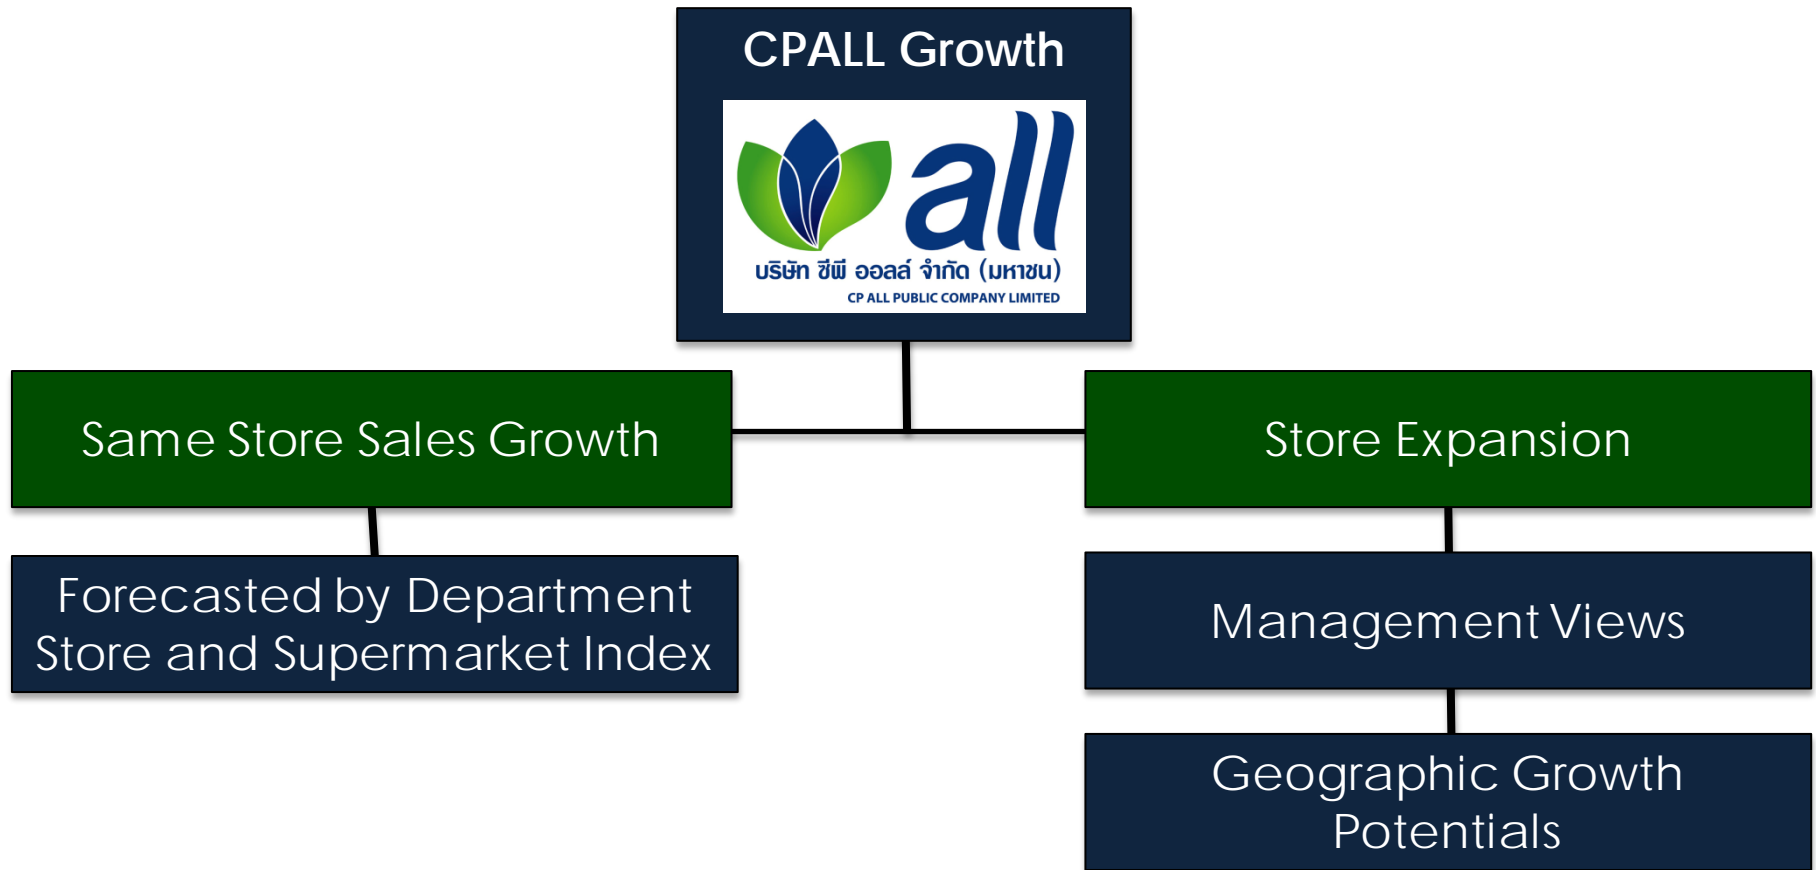 CPALL Growth
all
บริษัท ซีพี ออลล์ จำกัด (มหาชน)
CP ALL PUBLIC COMPANY LIMITED
Same Store Sales Growth
Store Expansion
Forecasted by Department
Store and Supermarket Index
Management Views
Geographic Growth
Potentials